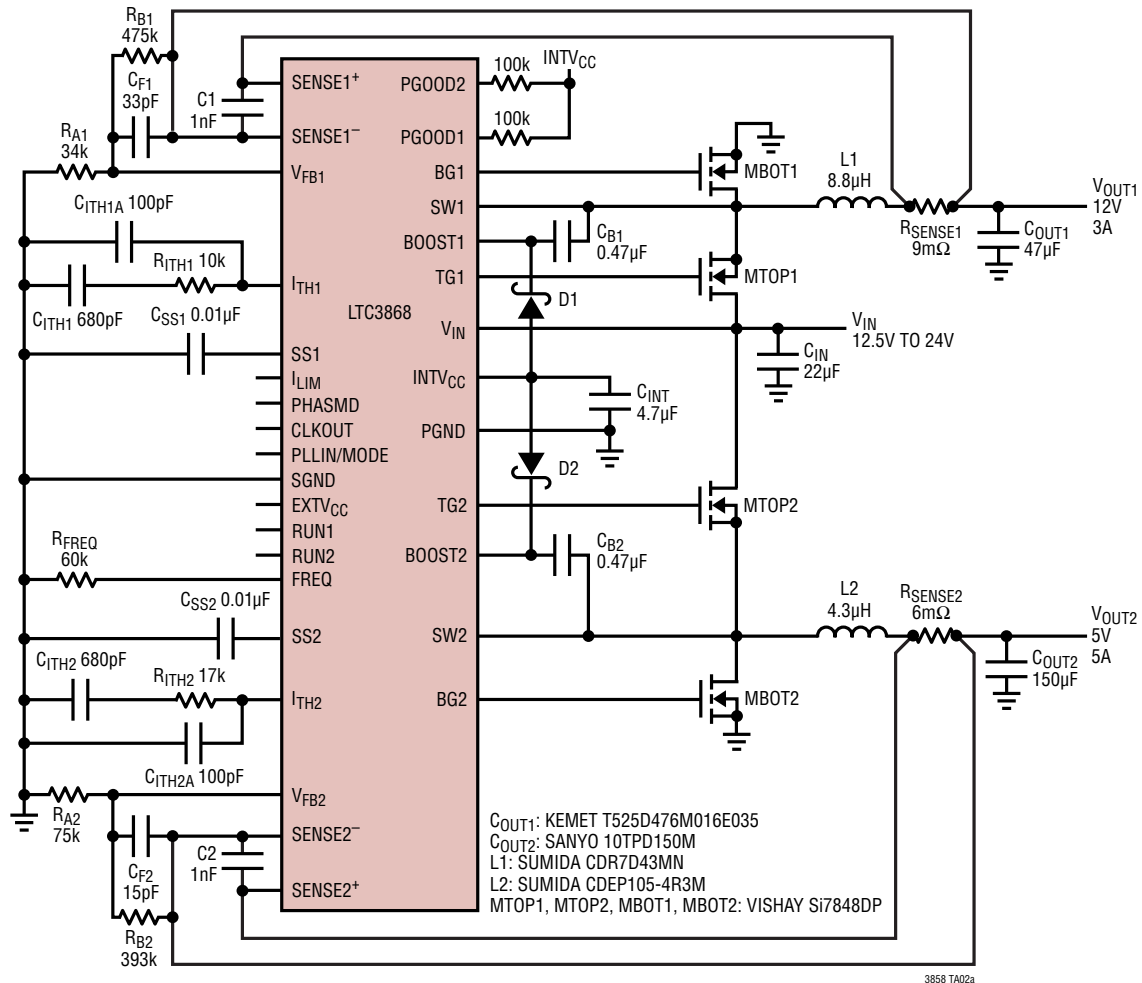 RB1
475k
CF1
33pF
RA1
34k
C1
1nF
SENSE1+
SENSE1–
VFB1
CITH1A 100pF
RITH1 10k
ITH1
CITH1 680pF
CSS1 0.01µF
SS1
ILIM
PHASMD
CLKOUT
PLLIN/MODE
SGND
EXTVCC
RUN1
RUN2
RFREQ
60k
FREQ
CSS2 0.01µF
SS2
CITH2 680pF
RITH2 17k
ITH2
CITH2A 100pF
VFB2
RA2
75k
SENSE2–
C2
1nF
CF2
15pF
SENSE2+
RB2
393k
LTC3868
PGOOD2
PGOOD1
BG1
SW1
BOOST1
TG1
VIN
INTVCC
PGND
TG2
BOOST2
SW2
BG2
100k
INTVCC
100k
MBOT1
L1
8.8µH
RSENSE1
9mΩ
VOUT1
12V
3A
COUT1
47µF
CB1
0.47µF
MTOP1
D1
VIN
12.5V TO 24V
CIN
22µF
CINT
4.7µF
D2
MTOP2
CB2
0.47µF
L2
4.3µH
RSENSE2
6mΩ
VOUT2
5V
5A
COUT2
150µF
MBOT2
COUT1: KEMET T525D476M016E035
COUT2: SANYO 10TPD150M
L1: SUMIDA CDR7D43MN
L2: SUMIDA CDEP105-4R3M
MTOP1, MTOP2, MBOT1, MBOT2: VISHAY Si7848DP
3858 TA02a